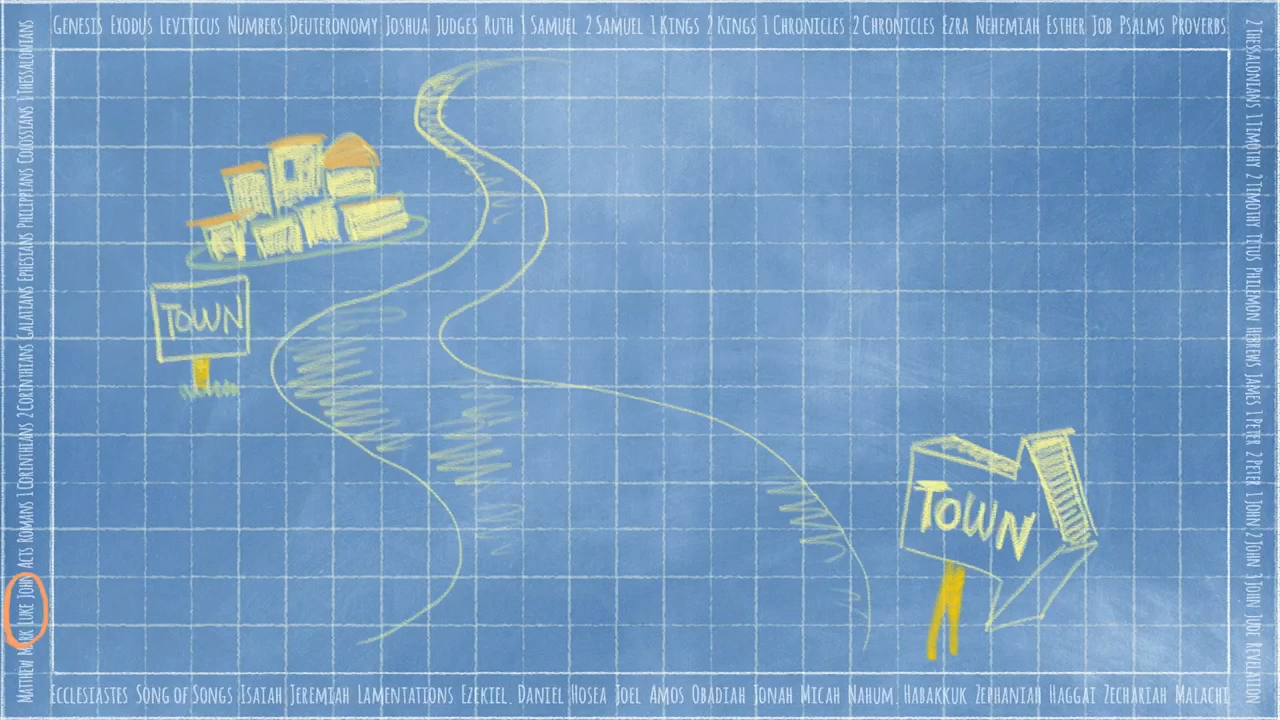 Genesis Exodus Leviticus Numbers Deuteronomy Joshua Judges Ruth 1 Samuel 2 Samuel 1 Kings 2 Kings 1 Chronicles 2 Chronicles Ezra Nehemiah Esther Job Psalms Proverbs
Town
Town
Ecclesiastes Song of Songs Isaiah Jeremiah Lamentations Ezekiel Daniel Hosea Joel Amos Obadiah Jonah Micah Nahum Habakkuk Zephaniah Haggai Zechariah Malachi
Matthew Mark Luke John Acts Romans 1 Corinthians 2 Corinthians Galatians Ephesians Philippians Colossians 1 Thessalonians
2 Thessalonians 1 Timothy 2 Timothy Titus Philemon Hebrews James 1 Peter 2 Peter 1 John 2 John 3 John Jude Revelation